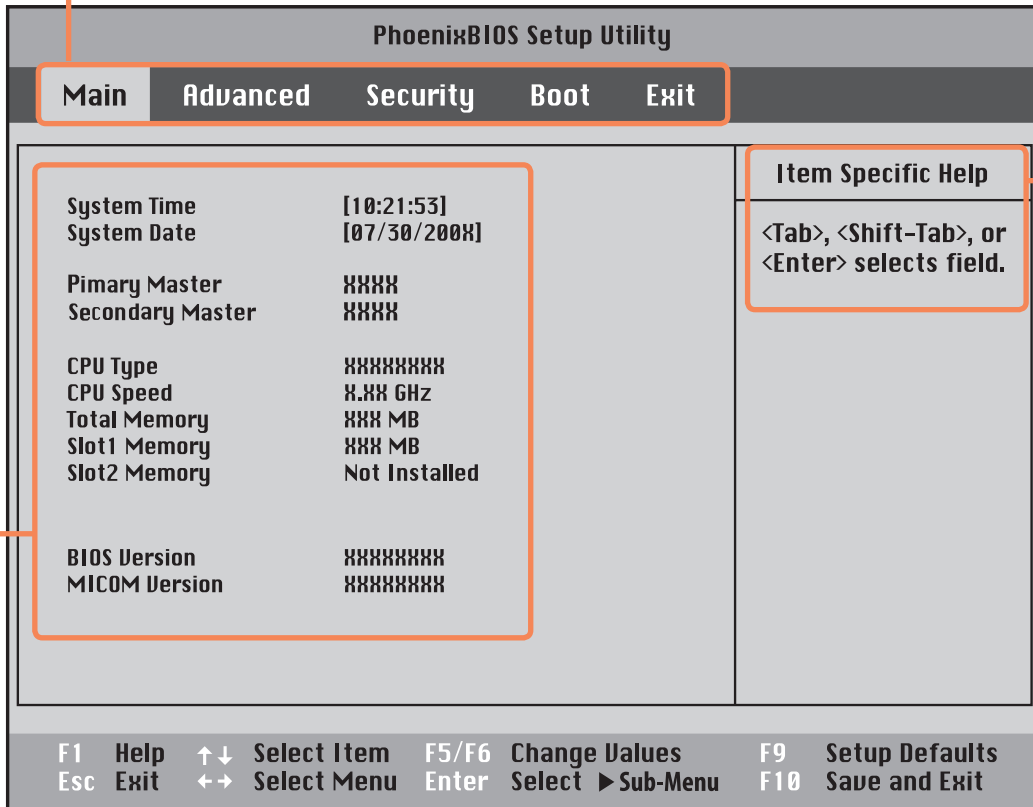 PhoenixBIOS Setup Utility
Main Advanced Security Boot Exit
System Time [10:21:53]
System Date [07/30/200X]
Pimary Master XXXX
Secondary Master XXXX
CPU Type XXXXXXXX
CPU Speed X.XX GHz
Total Memory XXX MB
Slot1 Memory XXX MB
Slot2 Memory Not Installed
BIOS Version XXXXXXXX
MICOM Version XXXXXXXX
Item Specific Help
<Tab>, <Shift-Tab>, or
<Enter> selects field.
F1 Help ↑↓ Select Item F5/F6 Change Values F9 Setup Defaults
Esc Exit ←→ Select Menu Enter Select ▶Sub-Menu F10 Save and Exit